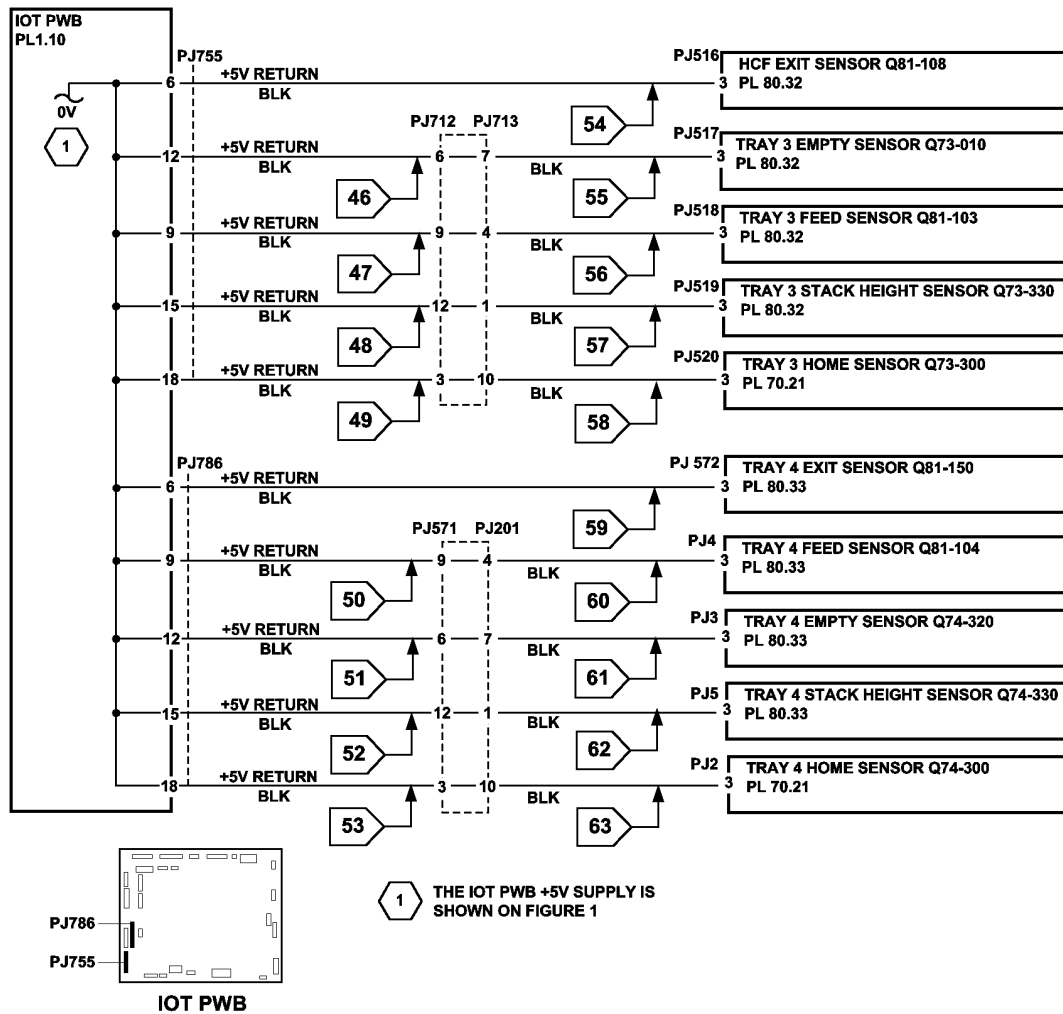 IOT PWB
PL1.10
0V
1
PJ755
6 +5V RETURN
BLK
54
PJ516
3 HCF EXIT SENSOR Q81-108
PL 80.32
PJ712 PJ713
12 +5V RETURN
BLK
46
6 7
BLK
55
PJ517
3 TRAY 3 EMPTY SENSOR Q73-010
PL 80.32
9 +5V RETURN
BLK
47
9 4
BLK
56
PJ518
3 TRAY 3 FEED SENSOR Q81-103
PL 80.32
15 +5V RETURN
BLK
48
12 1
BLK
57
PJ519
3 TRAY 3 STACK HEIGHT SENSOR Q73-330
PL 80.32
18 +5V RETURN
BLK
49
3 10
BLK
58
PJ520
3 TRAY 3 HOME SENSOR Q73-300
PL 70.21
PJ786
6 +5V RETURN
BLK
59
PJ 572
3 TRAY 4 EXIT SENSOR Q81-150
PL 80.33
PJ571 PJ201
9 +5V RETURN
BLK
50
9 4
BLK
60
PJ4
3 TRAY 4 FEED SENSOR Q81-104
PL 80.33
12 +5V RETURN
BLK
51
6 7
BLK
61
PJ3
3 TRAY 4 EMPTY SENSOR Q74-320
PL 80.33
15 +5V RETURN
BLK
52
12 1
BLK
62
PJ5
3 TRAY 4 STACK HEIGHT SENSOR Q74-330
PL 80.33
18 +5V RETURN
BLK
53
3 10
BLK
63
PJ2
3 TRAY 4 HOME SENSOR Q74-300
PL 70.21
PJ786
PJ755
IOT PWB
1 THE IOT PWB +5V SUPPLY IS
SHOWN ON FIGURE 1